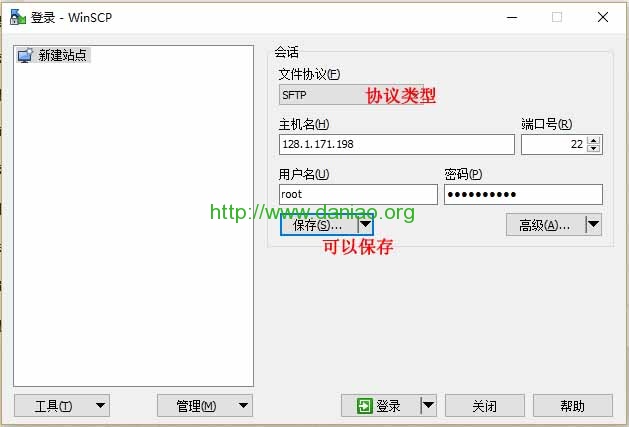 登录 - WinSCP
新建站点
会话
文件协议(F)
SFTP
协议类型
主机名(H)
端口号(R)
128.1.171.198
22
用户名(U)
密码(P)
root
●●●●●●●●●●
http://www.daniao.org
保存(S)...
高级(A)...
可以保存
工具(T)
管理(M)
登录
关闭
帮助